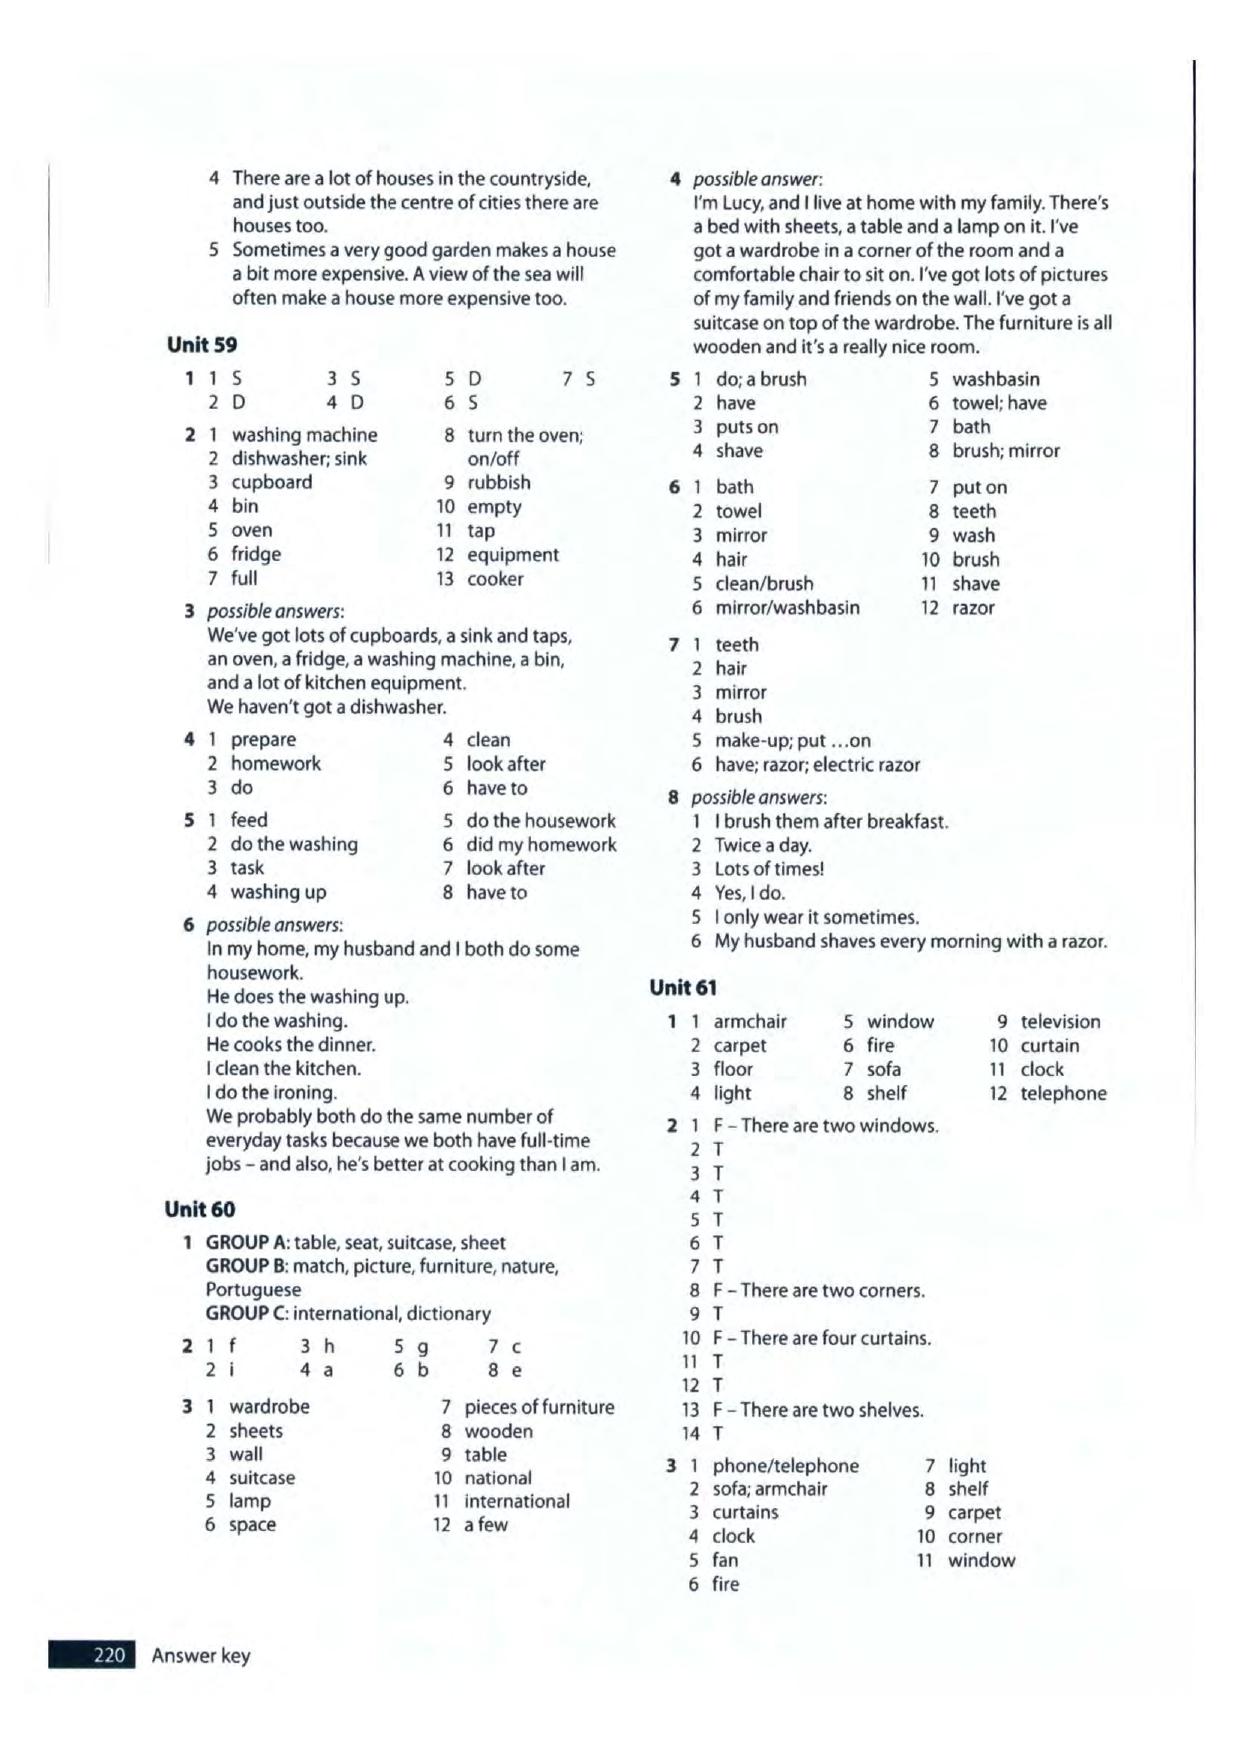 4 There are a lot of houses in the countryside,
and just outside the centre of cities there are
houses too.
5 Sometimes a very good garden makes a house
a bit more expensive. A view of the sea will
often make a house more expensive too.
Unit 59
1 1 S 3 S 5 D 7 S
2 D 4 D 6 S
2 1 washing machine 8 turn the oven;
2 dishwasher; sink on/off
3 cupboard 9 rubbish
4 bin 10 empty
5 oven 11 tap
6 fridge 12 equipment
7 full 13 cooker
3 possible answers:
We've got lots of cupboards, a sink and taps,
an oven, a fridge, a washing machine, a bin,
and a lot of kitchen equipment.
We haven't got a dishwasher.
4 1 prepare 4 clean
2 homework 5 look after
3 do 6 have to
5 1 feed 5 do the housework
2 do the washing 6 did my homework
3 task 7 look after
4 washing up 8 have to
6 possible answers:
In my home, my husband and I both do some
housework.
He does the washing up.
I do the washing.
He cooks the dinner.
I clean the kitchen.
I do the ironing.
We probably both do the same number of
everyday tasks because we both have full-time
jobs – and also, he's better at cooking than I am.
Unit 60
1 GROUP A: table, seat, suitcase, sheet
GROUP B: match, picture, furniture, nature,
Portuguese
GROUP C: international, dictionary
2 1 f 3 h 5 g 7 c
2 i 4 a 6 b 8 e
3 1 wardrobe 7 pieces of furniture
2 sheets 8 wooden
3 wall 9 table
4 suitcase 10 national
5 lamp 11 international
6 space 12 a few
4 possible answer:
I'm Lucy, and I live at home with my family. There's
a bed with sheets, a table and a lamp on it. I've
got a wardrobe in a corner of the room and a
comfortable chair to sit on. I've got lots of pictures
of my family and friends on the wall. I've got a
suitcase on top of the wardrobe. The furniture is all
wooden and it's a really nice room.
5 1 do; a brush 5 washbasin
2 have 6 towel; have
3 puts on 7 bath
4 shave 8 brush; mirror
6 1 bath 7 put on
2 towel 8 teeth
3 mirror 9 wash
4 hair 10 brush
5 clean/brush 11 shave
6 mirror/washbasin 12 razor
7 1 teeth
2 hair
3 mirror
4 brush
5 make-up; put ...on
6 have; razor; electric razor
8 possible answers:
1 I brush them after breakfast.
2 Twice a day.
3 Lots of times!
4 Yes, I do.
5 I only wear it sometimes.
6 My husband shaves every morning with a razor.
Unit 61
1 1 armchair 5 window 9 television
2 carpet 6 fire 10 curtain
3 floor 7 sofa 11 clock
4 light 8 shelf 12 telephone
2 1 F – There are two windows.
2 T
3 T
4 T
5 T
6 T
7 T
8 F – There are two corners.
9 T
10 F – There are four curtains.
11 T
12 T
13 F – There are two shelves.
14 T
3 1 phone/telephone 7 light
2 sofa; armchair 8 shelf
3 curtains 9 carpet
4 clock 10 corner
5 fan 11 window
6 fire
220 Answer key